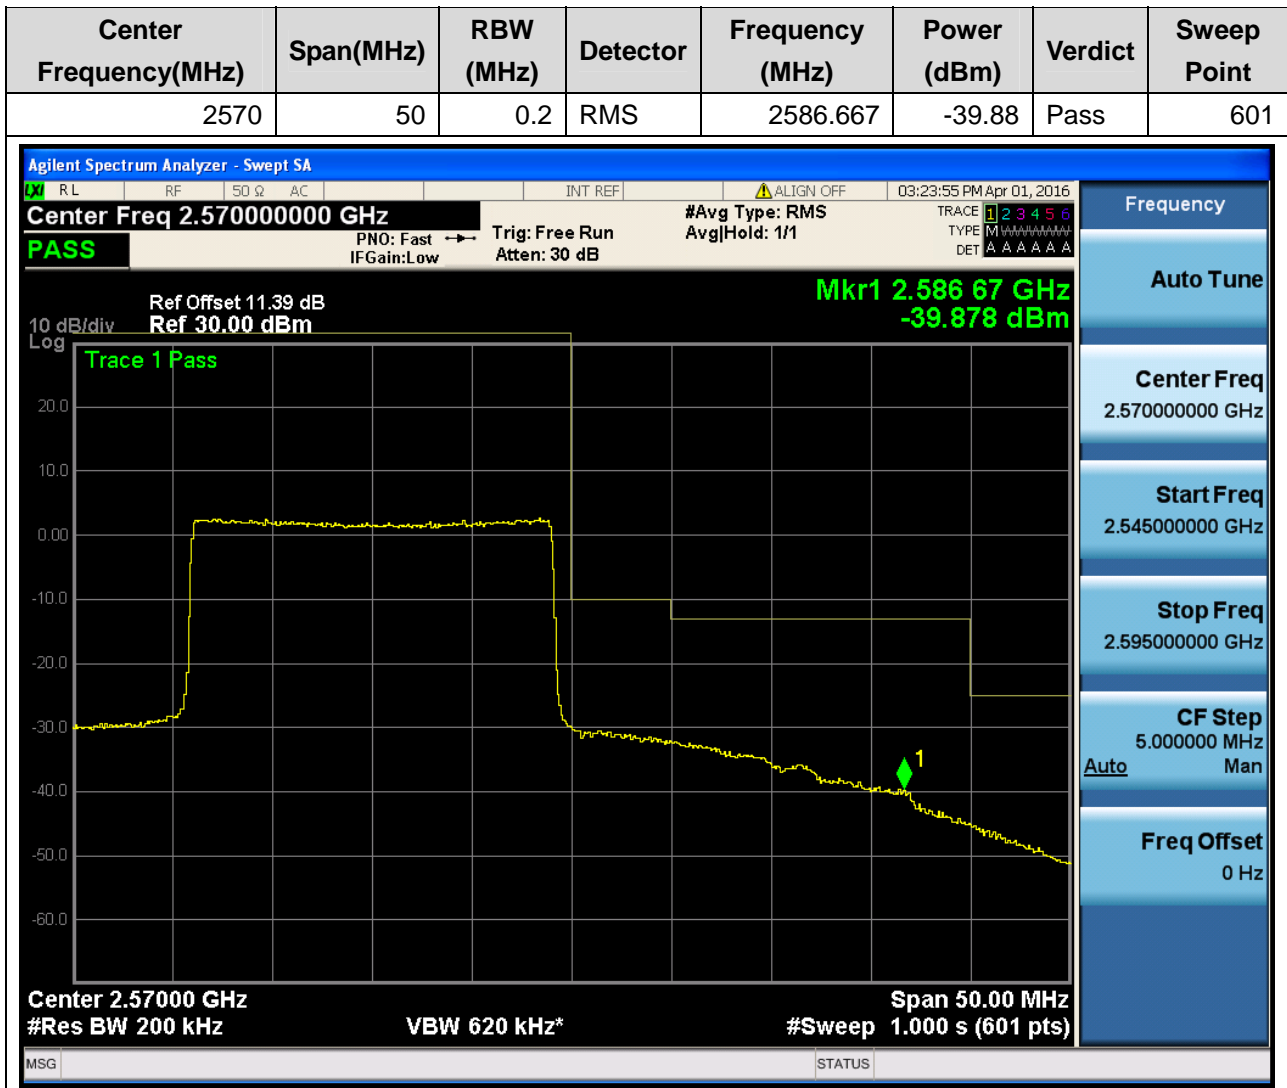 Center Frequency(MHz) Span(MHz) RBW (MHz) Detector Frequency (MHz) Power (dBm) Verdict Sweep Point
2570 50 0.2 RMS 2586.667 -39.88 Pass 601
Agilent Spectrum Analyzer - Swept SA
LXI RL RF 50 Ω AC INT REF ALIGN OFF 03:23:55 PM Apr 01, 2016
Center Freq 2.570000000 GHz
PASS
PNO: Fast
IFGain:Low
Trig: Free Run
Atten: 30 dB
#Avg Type: RMS
Avg|Hold: 1/1
TRACE 1 2 3 4 5 6
TYPE M
DET A A A A A A
Mkr1 2.586 67 GHz
-39.878 dBm
Ref Offset 11.39 dB
10 dB/div Ref 30.00 dBm
Log
Trace 1 Pass
20.0
10.0
0.00
-10.0
-20.0
-30.0
-40.0
-50.0
-60.0
1
Center 2.57000 GHz Span 50.00 MHz
#Res BW 200 kHz VBW 620 kHz* #Sweep 1.000 s (601 pts)
MSG STATUS
Frequency
Auto Tune
Center Freq
2.570000000 GHz
Start Freq
2.545000000 GHz
Stop Freq
2.595000000 GHz
CF Step
5.000000 MHz
Auto Man
Freq Offset
0 Hz